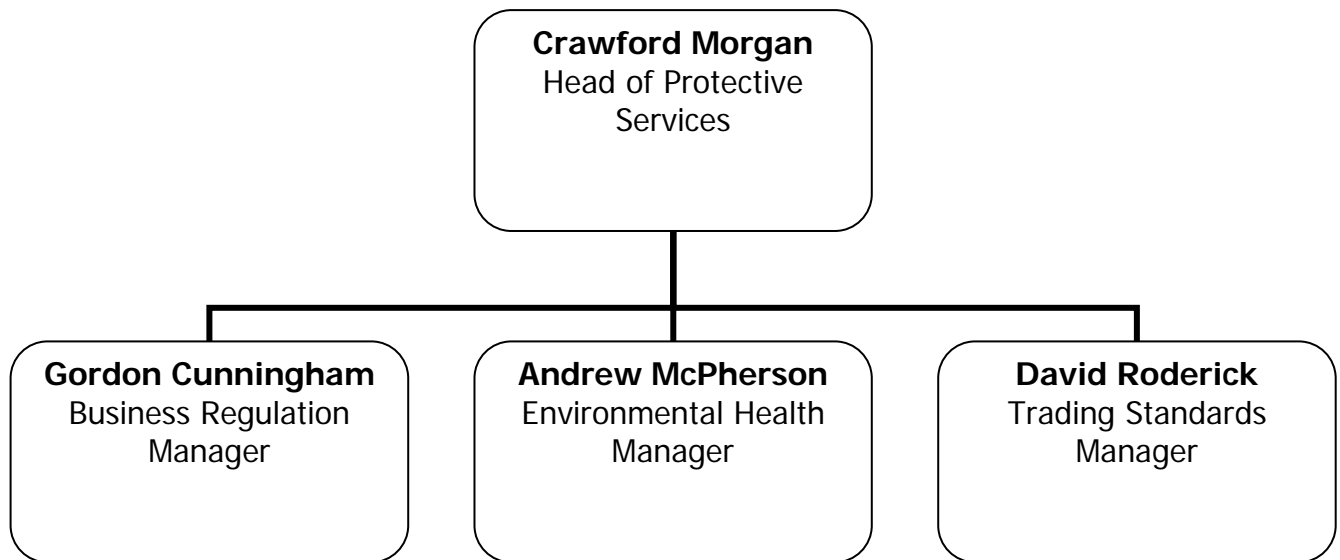 Crawford Morgan
Head of Protective
Services
Gordon Cunningham
Business Regulation
Manager
Andrew McPherson
Environmental Health
Manager
David Roderick
Trading Standards
Manager